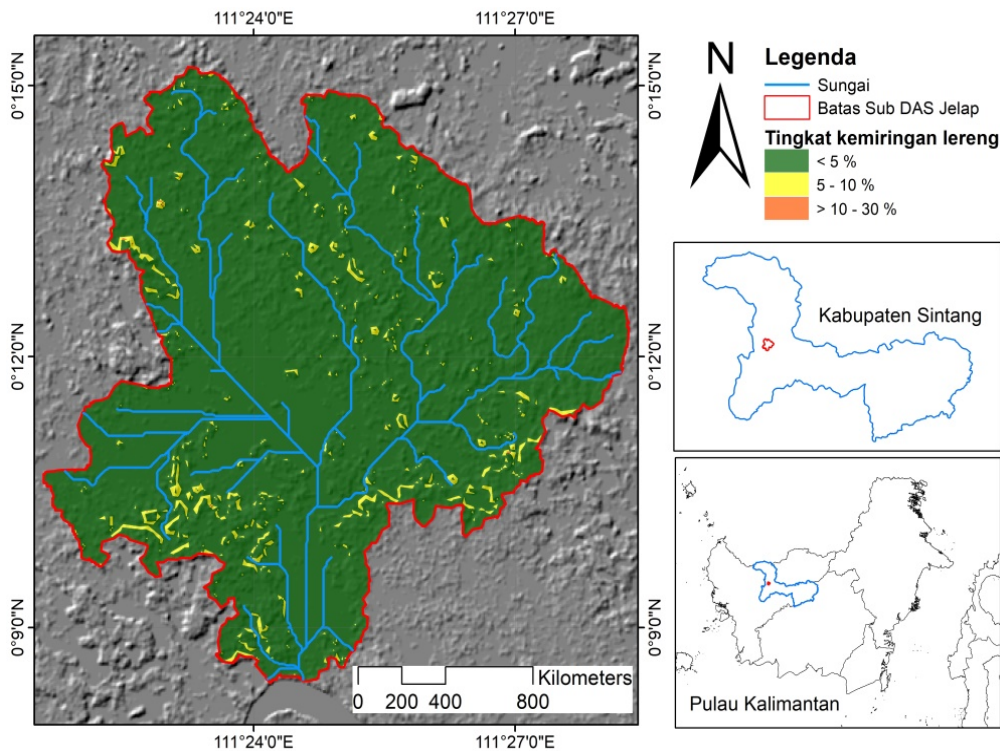 111°24'0"E
111°27'0"E
0°15'0"N
0°12'0"N
0°9'0"N
0°15'0"N
0°12'0"N
0°9'0"N
111°24'0"E
111°27'0"E
Kilometers
0
200
400
800
N
Legenda
Sungai
Batas Sub DAS Jelap
Tingkat kemiringan lereng
< 5 %
5 - 10 %
> 10 - 30 %
Kabupaten Sintang
Pulau Kalimantan